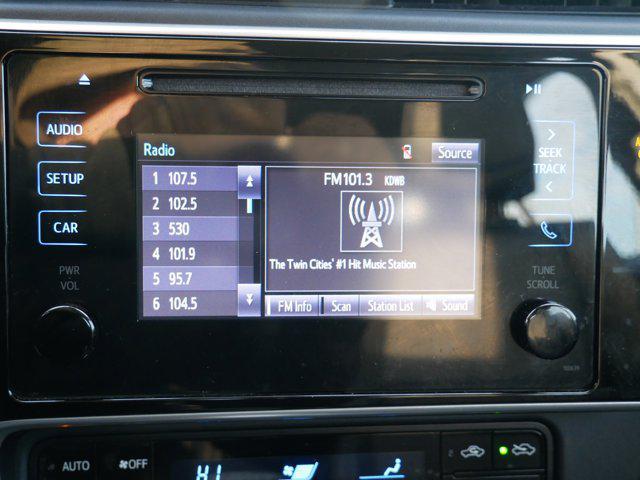 AUDIO
SETUP
CAR
PWR
VOL
Radio
Source
1 107.5
2 102.5
3 530
4 101.9
5 95.7
6 104.5
FM101.3 KDWB
The Twin Cities' #1 Hit Music Station
FM Info
Scan
Station List
Sound
SEEK
TRACK
TUNE
SCROLL
AUTO
OFF
HI